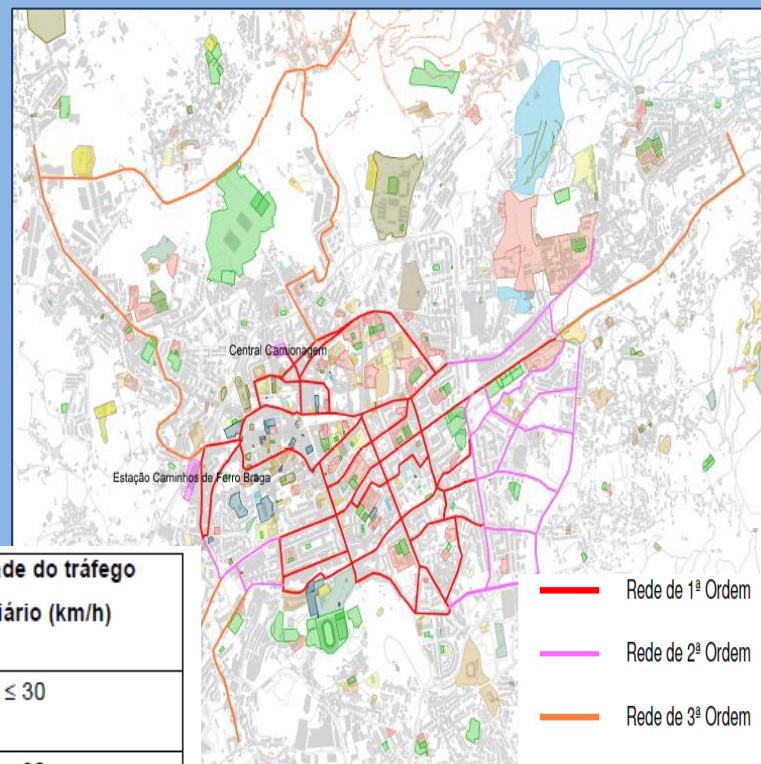 Central Camionagem
Estação Caminhos de Ferro Braga
de do tráfego
iário (km/h)
≤ 30
Rede de 1ª Ordem
Rede de 2ª Ordem
Rede de 3ª Ordem